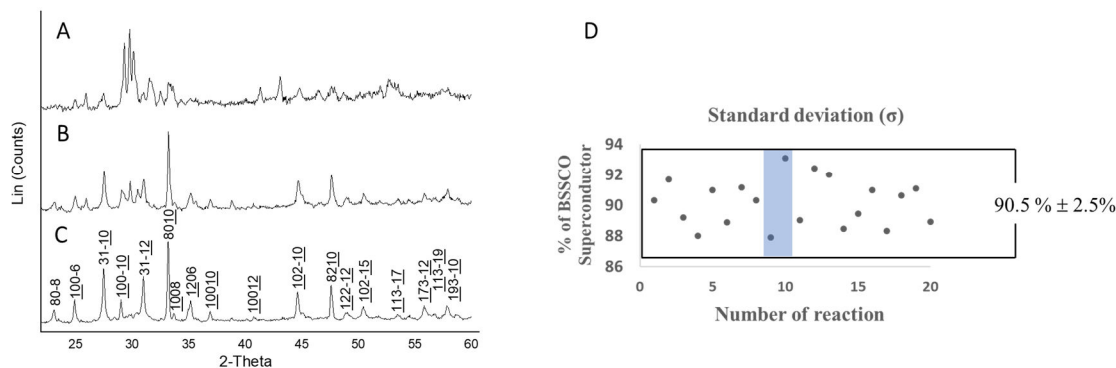 A
B
C
Lin (Counts)
80-8
100-6
31-10
100-10
31-12
8010
1008
1206
10010
10012
102-10
8210
122-12
102-15
113-17
173-12
113-19
193-10
25 30 35 40 45 50 55 60
2-Theta
D
Standard deviation (σ)
94
92
90
88
86
% of BSSCO
Superconductor
0 5 10 15 20
Number of reaction
90.5 % ± 2.5%